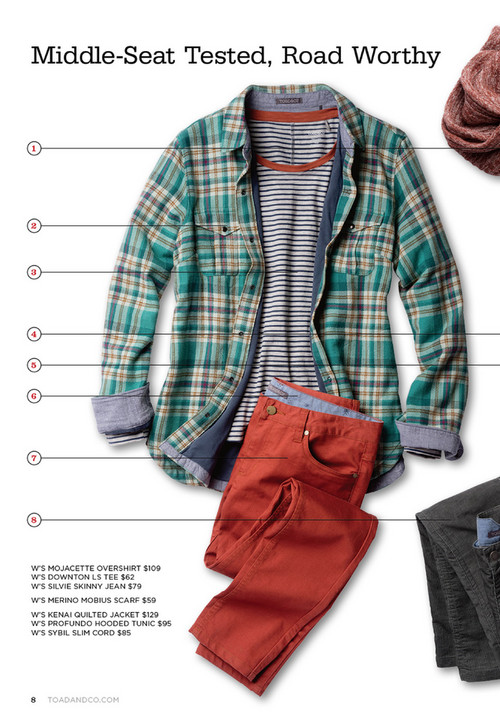 Middle-Seat Tested, Road Worthy
TOAD&CO
1
2
3
4
5
6
7
8
W'S MOJACETTE OVERSHIRT $109
W'S DOWNTON LS TEE $62
W'S SILVIE SKINNY JEAN $79
W'S MERINO MOBIUS SCARF $59
W'S KENAI QUILTED JACKET $129
W'S PROFUNDO HOODED TUNIC $95
W'S SYBIL SLIM CORD $85
8 TOADANDCO.COM